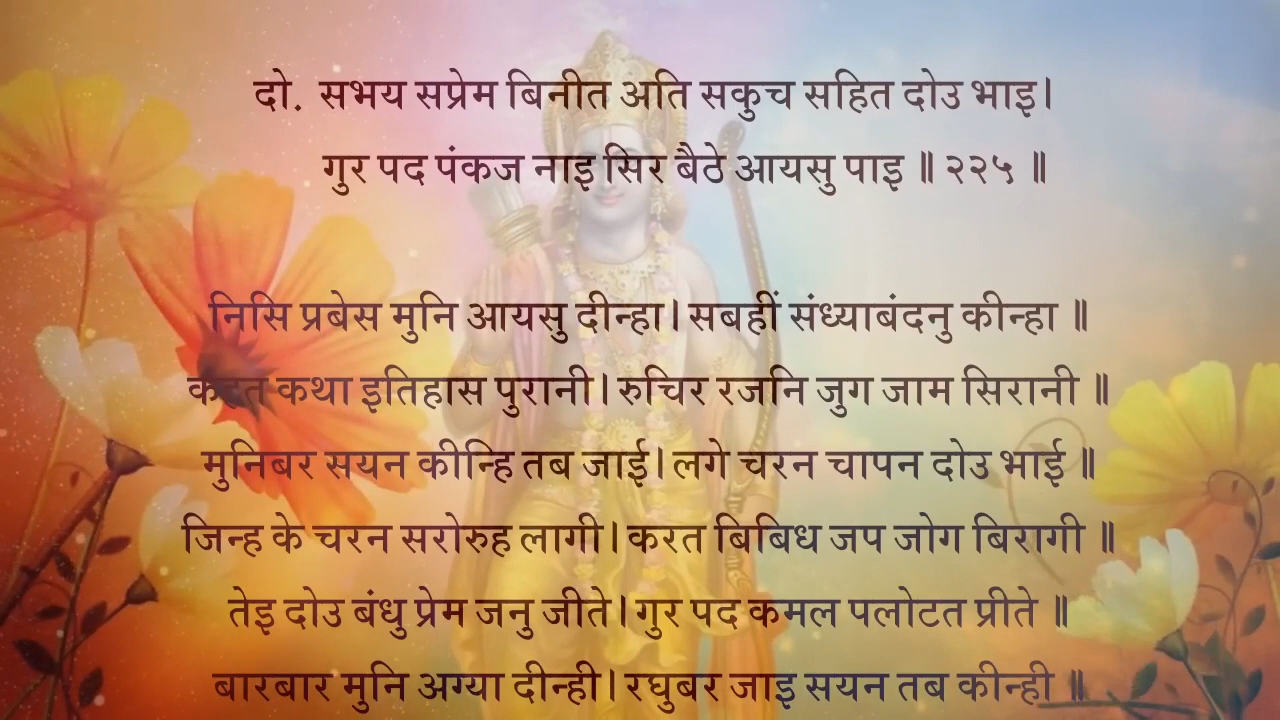 दो. सभय सप्रेम बिनीत अति सकुच सहित दोउ भाइ।
गुर पद पंकज नाइ सिर बैठे आयसु पाइ ॥ २२५ ॥
निसि प्रबेस मुनि आयसु दीन्हा। सबहीं संध्याबंदनु कीन्हा ॥
कहत कथा इतिहास पुरानी। रुचिर रजनि जुग जाम सिरानी ॥
मुनिबर सयन कीन्हि तब जाई। लगे चरन चापन दोउ भाई ॥
जिन्ह के चरन सरोरुह लागी। करत बिबिध जप जोग बिरागी ॥
तेइ दोउ बंधु प्रेम जनु जीते। गुर पद कमल पलोटत प्रीते ॥
बारबार मुनि अग्या दीन्ही। रघुबर जाइ सयन तब कीन्ही ॥